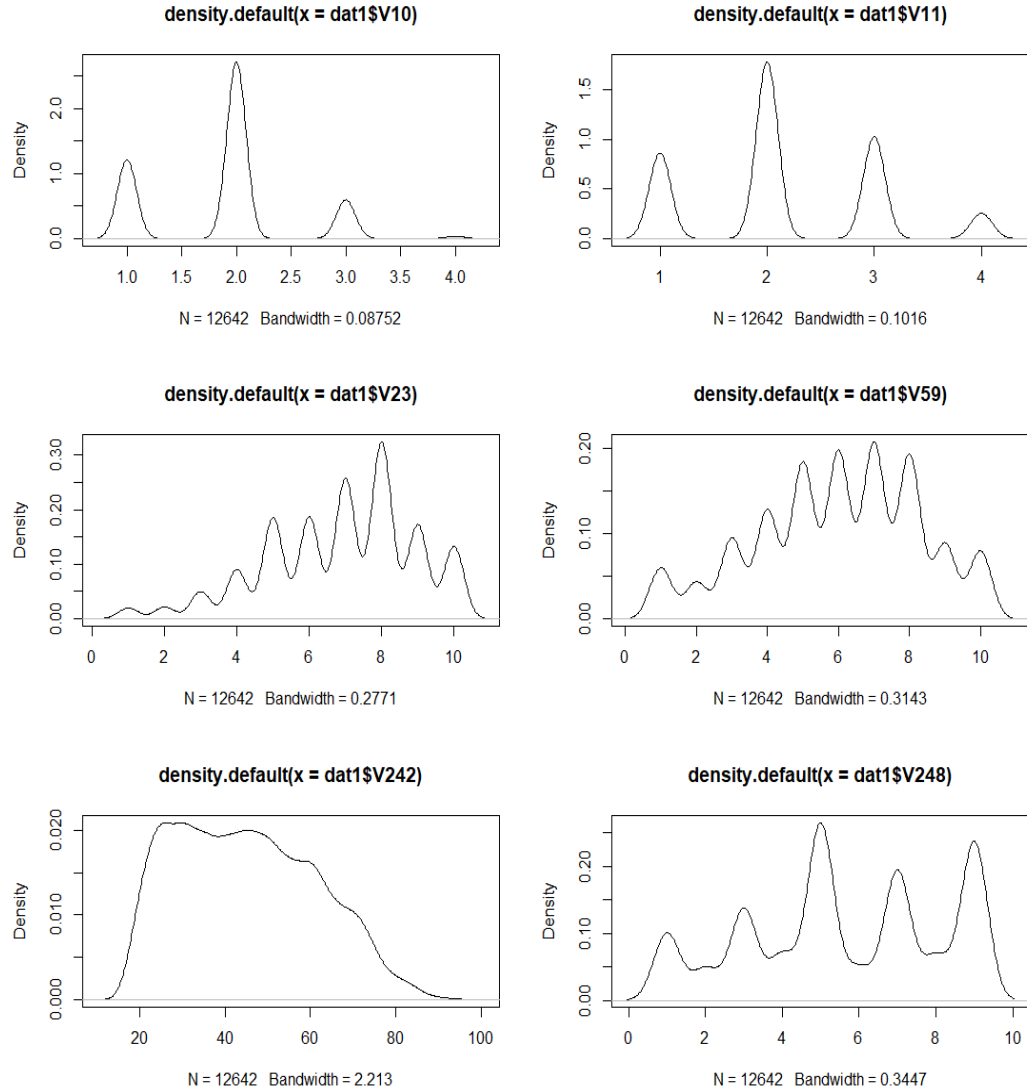 density.default(x = dat1$V10)
Density
0.0 1.0 2.0
1.0 1.5 2.0 2.5 3.0 3.5 4.0
N = 12642 Bandwidth = 0.08752
density.default(x = dat1$V11)
Density
0.0 0.5 1.0 1.5
1 2 3 4
N = 12642 Bandwidth = 0.1016
density.default(x = dat1$V23)
Density
0.00 0.10 0.20 0.30
0 2 4 6 8 10
N = 12642 Bandwidth = 0.2771
density.default(x = dat1$V59)
Density
0.00 0.10 0.20
0 2 4 6 8 10
N = 12642 Bandwidth = 0.3143
density.default(x = dat1$V242)
Density
0.000 0.010 0.020
20 40 60 80 100
N = 12642 Bandwidth = 2.213
density.default(x = dat1$V248)
Density
0.00 0.10 0.20
0 2 4 6 8 10
N = 12642 Bandwidth = 0.3447